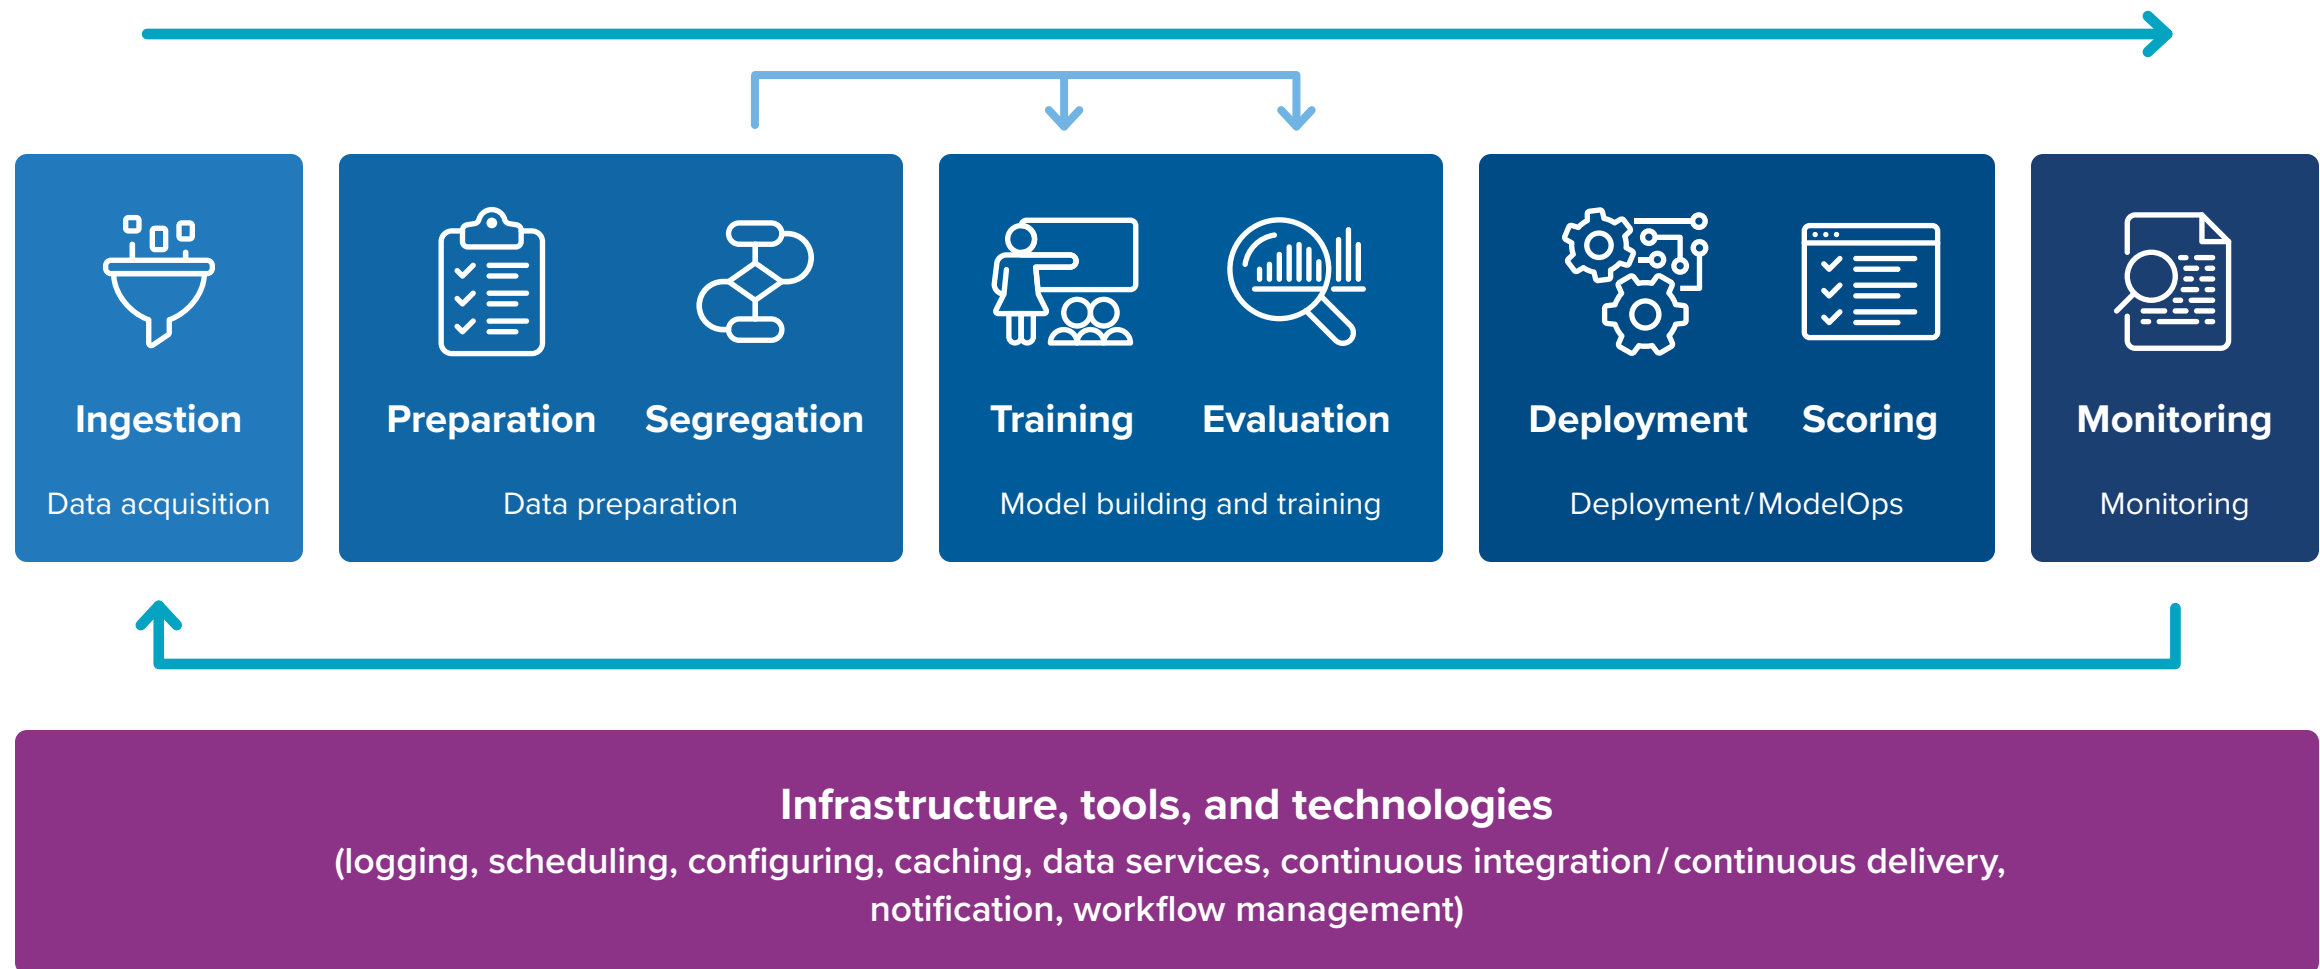 Ingestion
Data acquisition
Preparation
Segregation
Data preparation
Training
Evaluation
Model building and training
Deployment
Scoring
Deployment/ModelOps
Monitoring
Monitoring
Infrastructure, tools, and technologies
(logging, scheduling, configuring, caching, data services, continuous integration/continuous delivery,
notification, workflow management)